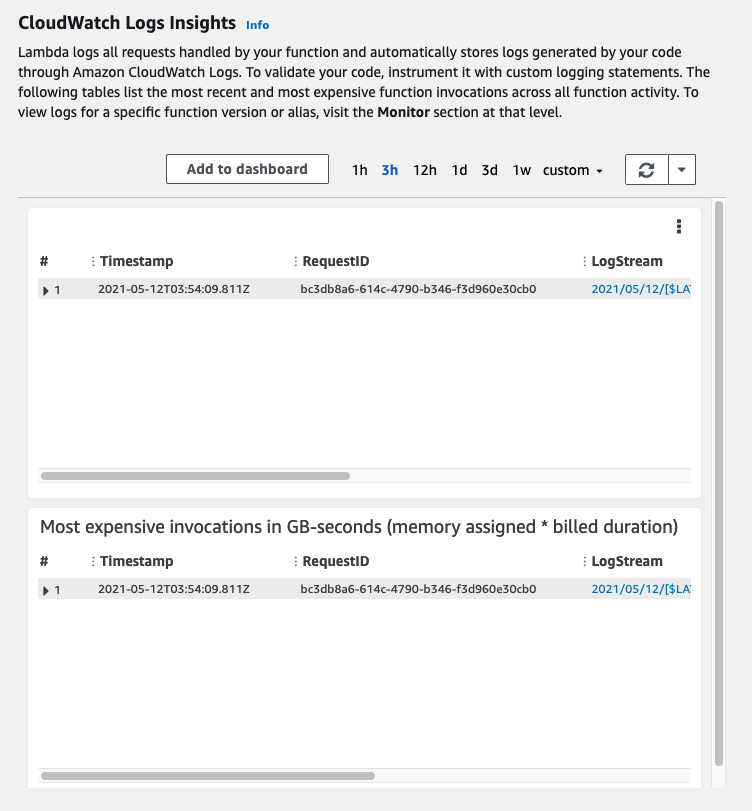 CloudWatch Logs Insights Info
Lambda logs all requests handled by your function and automatically stores logs generated by your code
through Amazon CloudWatch Logs. To validate your code, instrument it with custom logging statements. The
following tables list the most recent and most expensive function invocations across all function activity. To
view logs for a specific function version or alias, visit the Monitor section at that level.
Add to dashboard 1h 3h 12h 1d 3d 1w custom
# Timestamp RequestID LogStream
1 2021-05-12T03:54:09.811Z bc3db8a6-614c-4790-b346-f3d960e30cb0 2021/05/12/[$LAT
Most expensive invocations in GB-seconds (memory assigned * billed duration)
# Timestamp RequestID LogStream
1 2021-05-12T03:54:09.811Z bc3db8a6-614c-4790-b346-f3d960e30cb0 2021/05/12/[$LAT